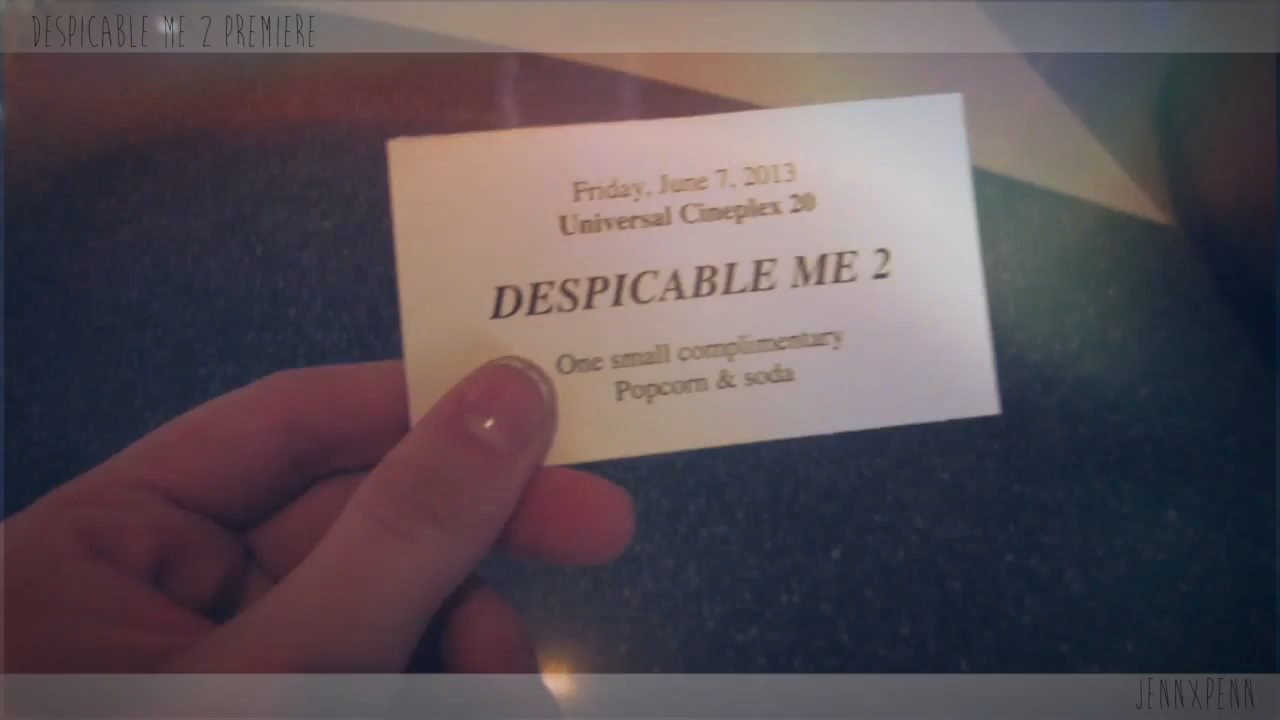 DESPICABLE ME 2 PREMIERE
Friday, June 7, 2013
Universal Cineplex 20
DESPICABLE ME 2
One small complimentary
Popcorn & soda
JENNXPENN